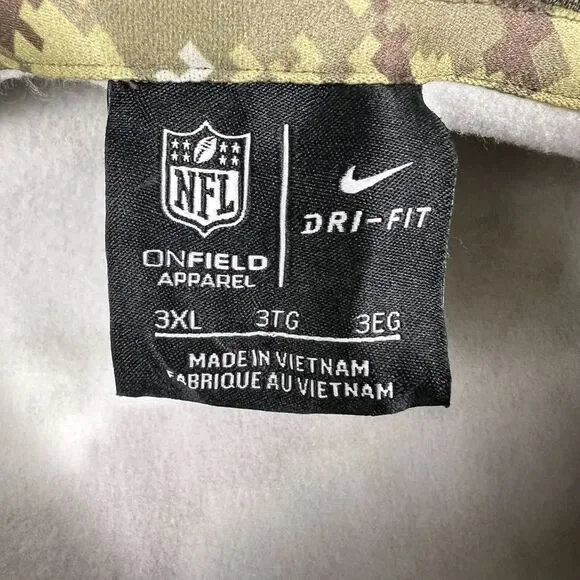 NFL
ONFIELD
APPAREL
DRI-FIT
3XL 3TG 3EG
MADE IN VIETNAM
FABRIQUE AU VIETNAM